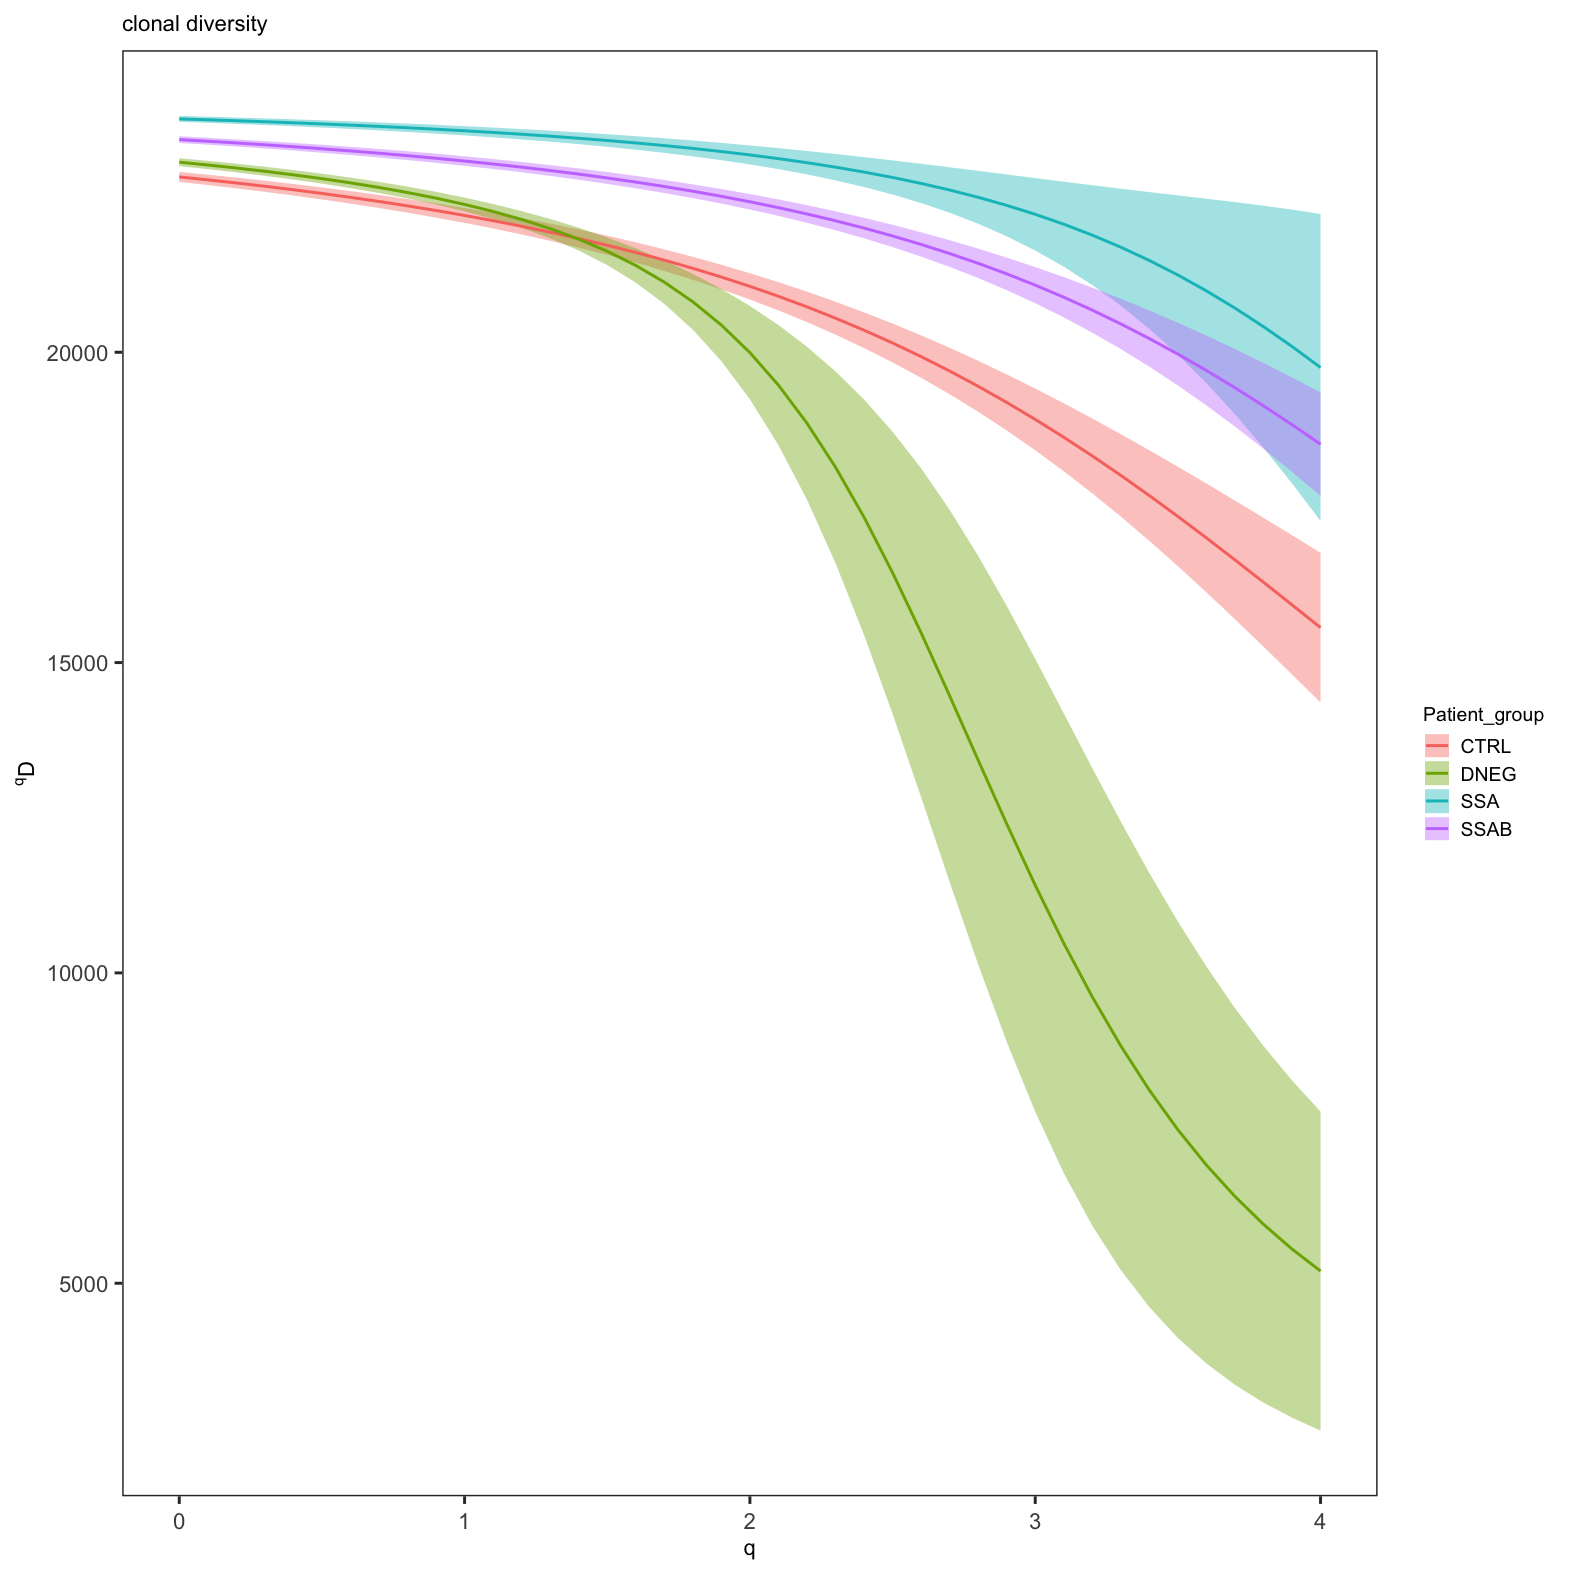 clonal diversity
20000
15000
10000
5000
qD
0 1 2 3 4
q
Patient_group
CTRL
DNEG
SSA
SSAB